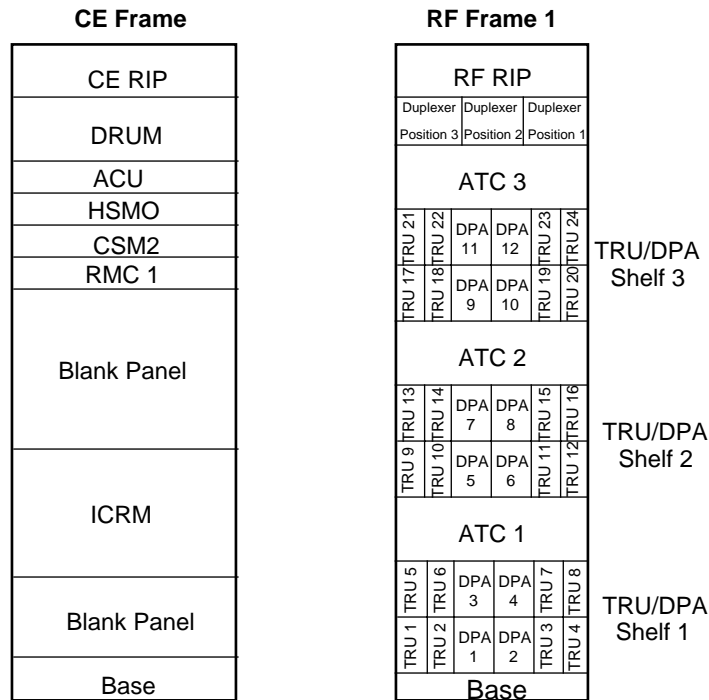 CE Frame
CE RIP
DRUM
ACU
HSMO
CSM2
RMC 1
Blank Panel
ICRM
Blank Panel
Base
RF Frame 1
RF RIP
Duplexer Duplexer Duplexer
Position 3 Position 2 Position 1
ATC 3
TRU 21
TRU 22
DPA
11
DPA
12
TRU 23
TRU 24
TRU 17
TRU 18
DPA
9
DPA
10
TRU 19
TRU 20
TRU/DPA
Shelf 3
ATC 2
TRU 13
TRU 14
DPA
7
DPA
8
TRU 15
TRU 16
TRU 9
TRU 10
DPA
5
DPA
6
TRU 11
TRU 12
TRU/DPA
Shelf 2
ATC 1
TRU 5
TRU 6
DPA
3
DPA
4
TRU 7
TRU 8
TRU 1
TRU 2
DPA
1
DPA
2
TRU 3
TRU 4
TRU/DPA
Shelf 1
Base